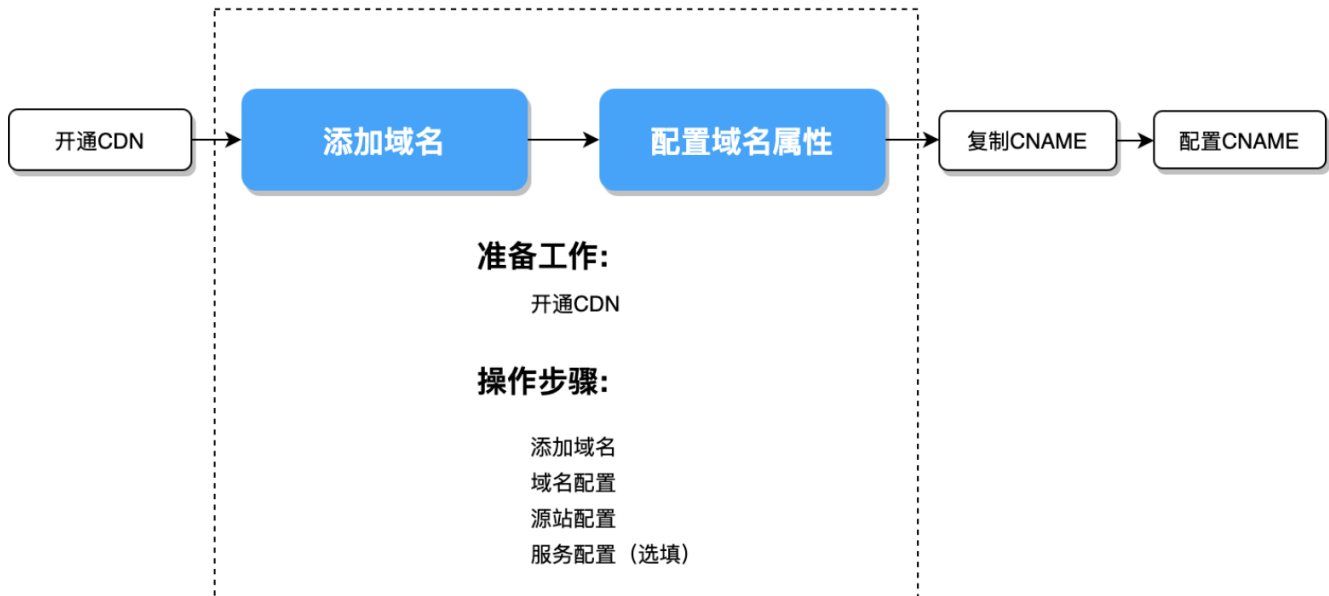 开通CDN
添加域名
配置域名属性
复制CNAME
配置CNAME
准备工作:
开通CDN
操作步骤:
添加域名
域名配置
源站配置
服务配置（选填）